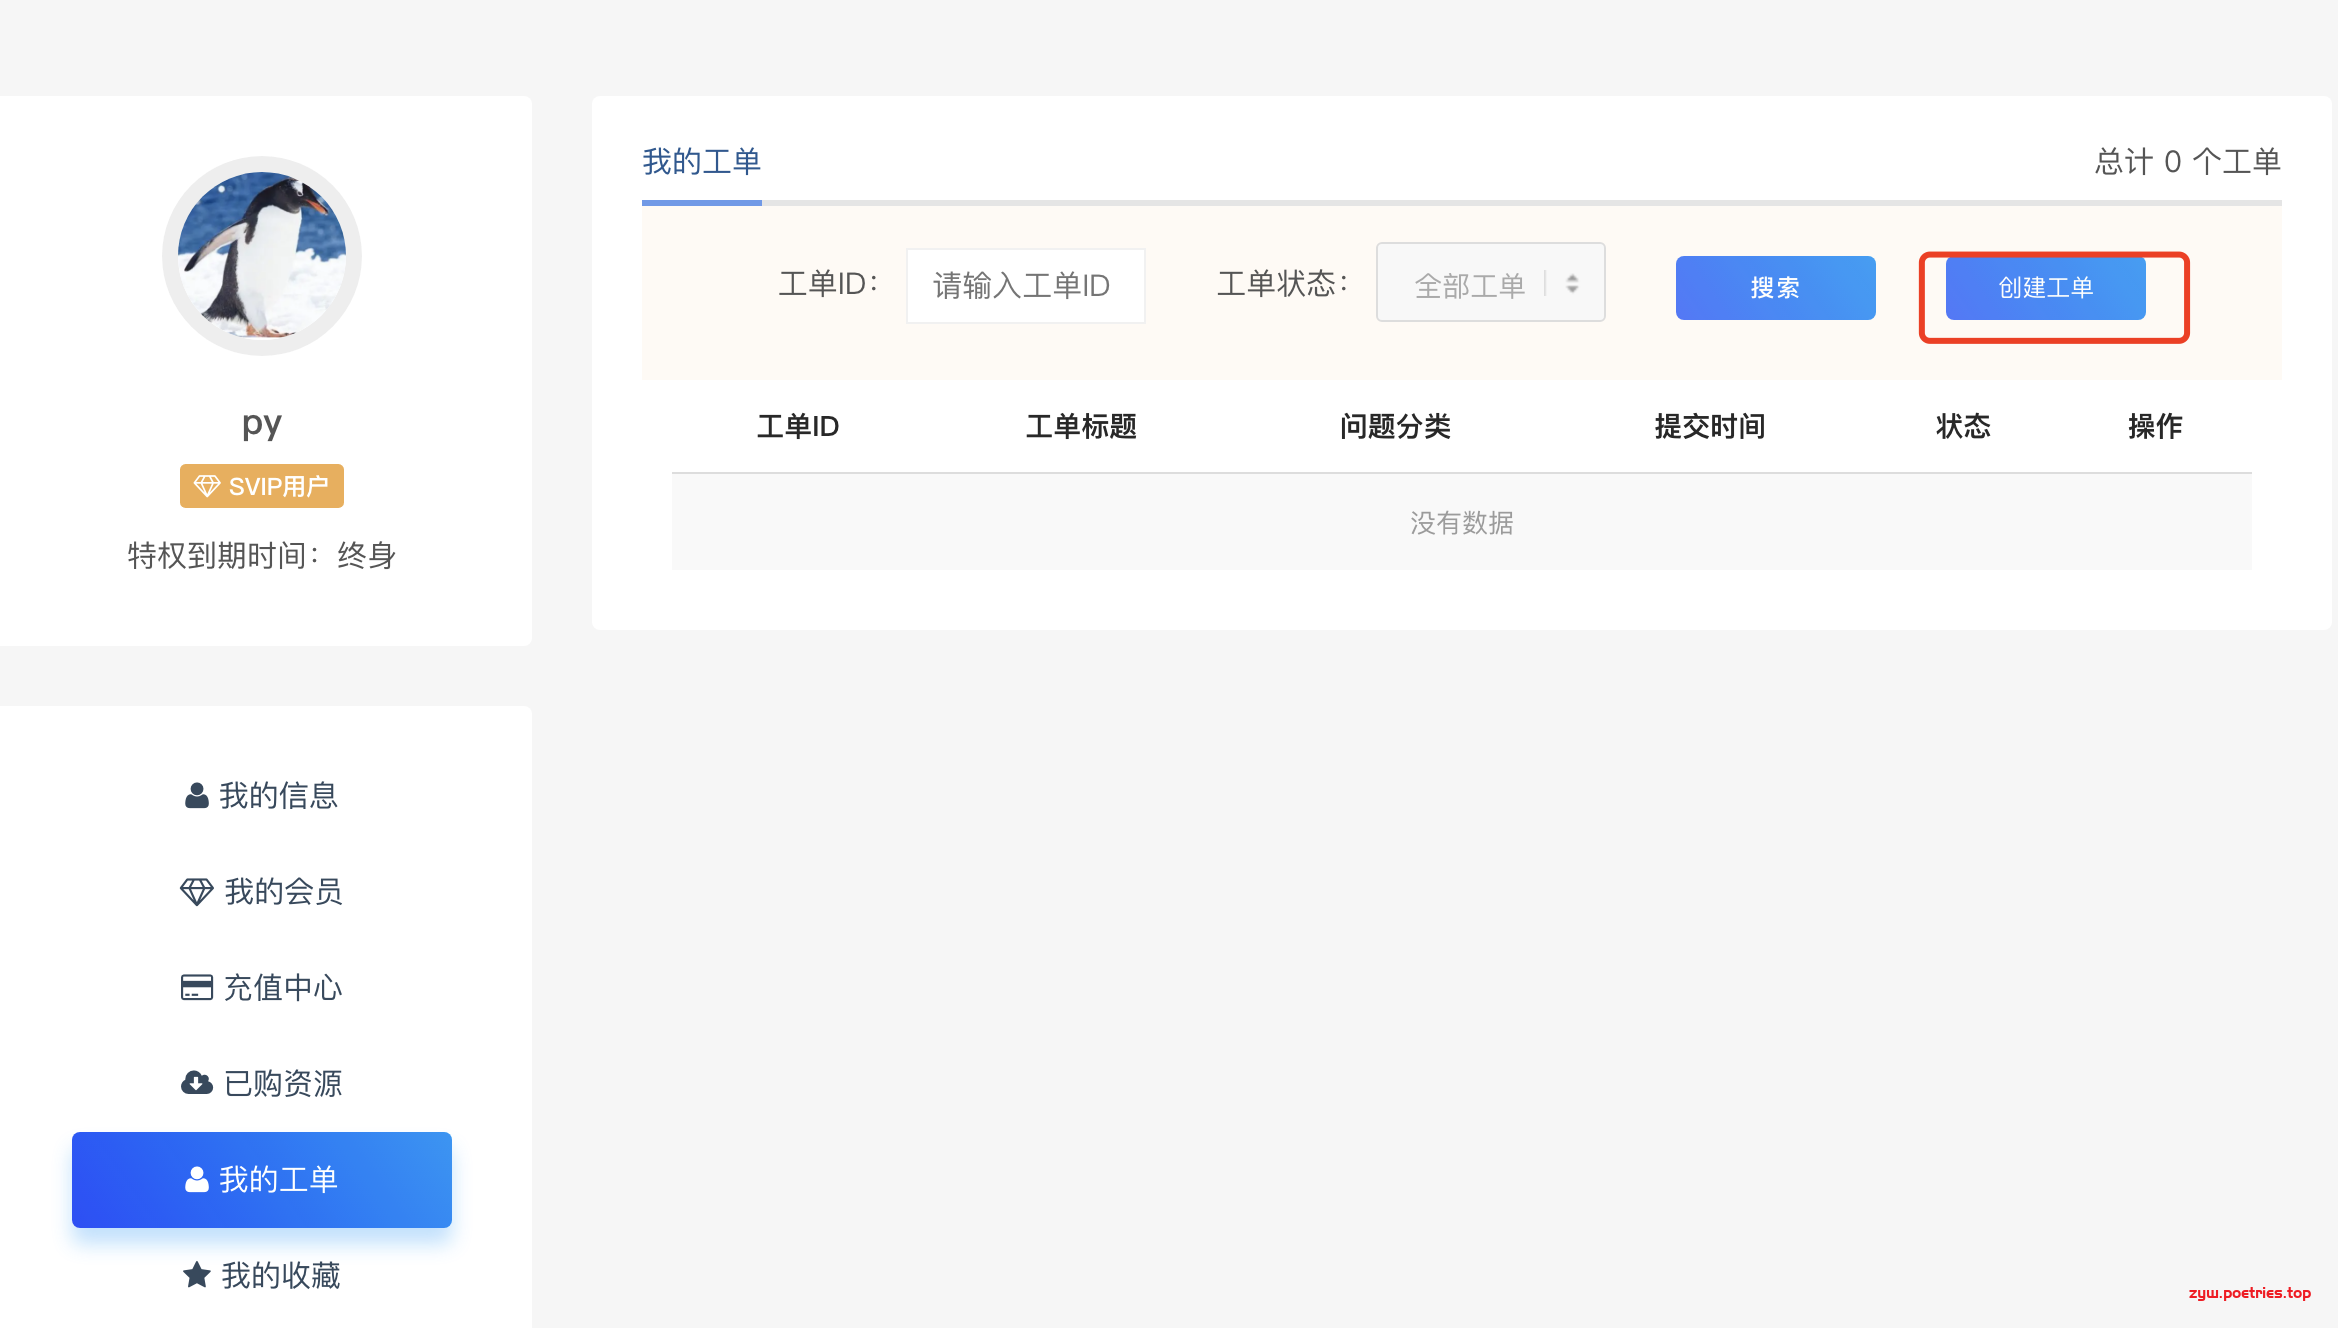 py
SVIP用户
特权到期时间：终身
我的信息
我的会员
充值中心
已购资源
我的工单
我的收藏
我的工单
总计 0 个工单
工单ID： 请输入工单ID 工单状态： 全部工单 搜索 创建工单
工单ID 工单标题 问题分类 提交时间 状态 操作
没有数据
zyw.poetries.top